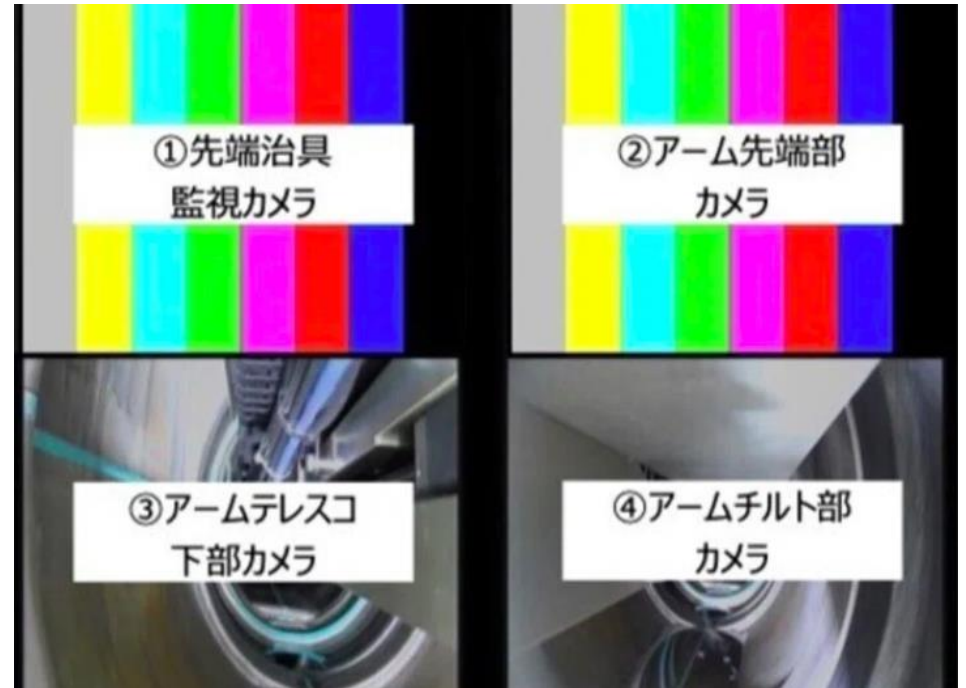 ①先端治具
監視カメラ
②アーム先端部
カメラ
③アームテレスコ
下部カメラ
④アームチルト部
カメラ